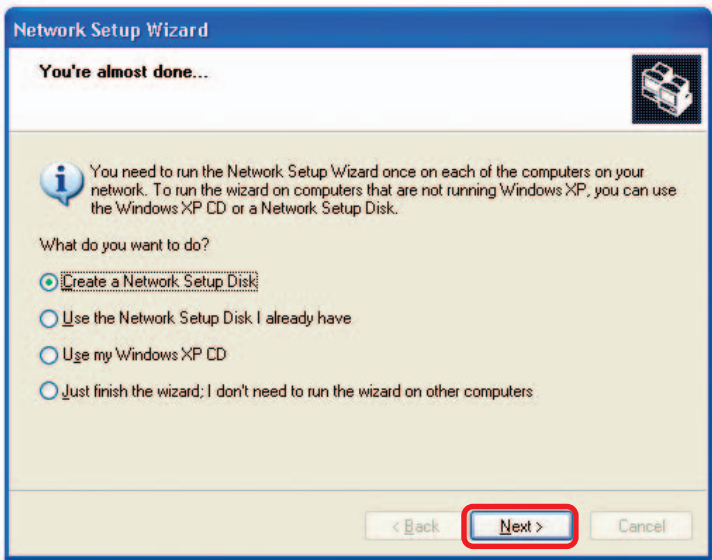 Network Setup Wizard
You're almost done...
You need to run the Network Setup Wizard once on each of the computers on your
network. To run the wizard on computers that are not running Windows XP, you can use
the Windows XP CD or a Network Setup Disk.
What do you want to do?
Create a Network Setup Disk
Use the Network Setup Disk I already have
Use my Windows XP CD
Just finish the wizard; I don't need to run the wizard on other computers
< Back Next > Cancel